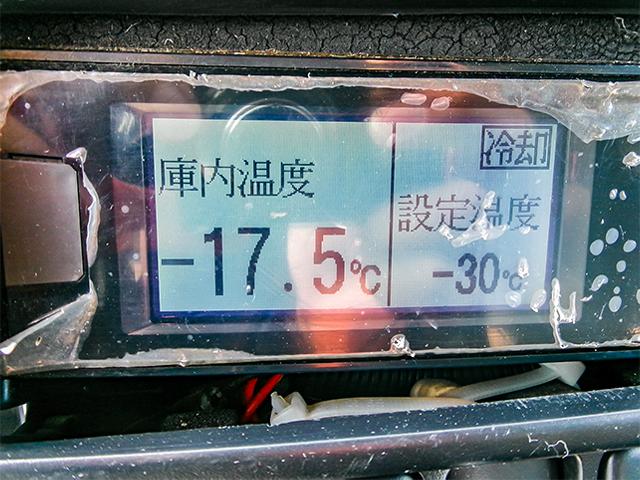 庫内温度
-17.5℃
冷却
設定温度
-30℃